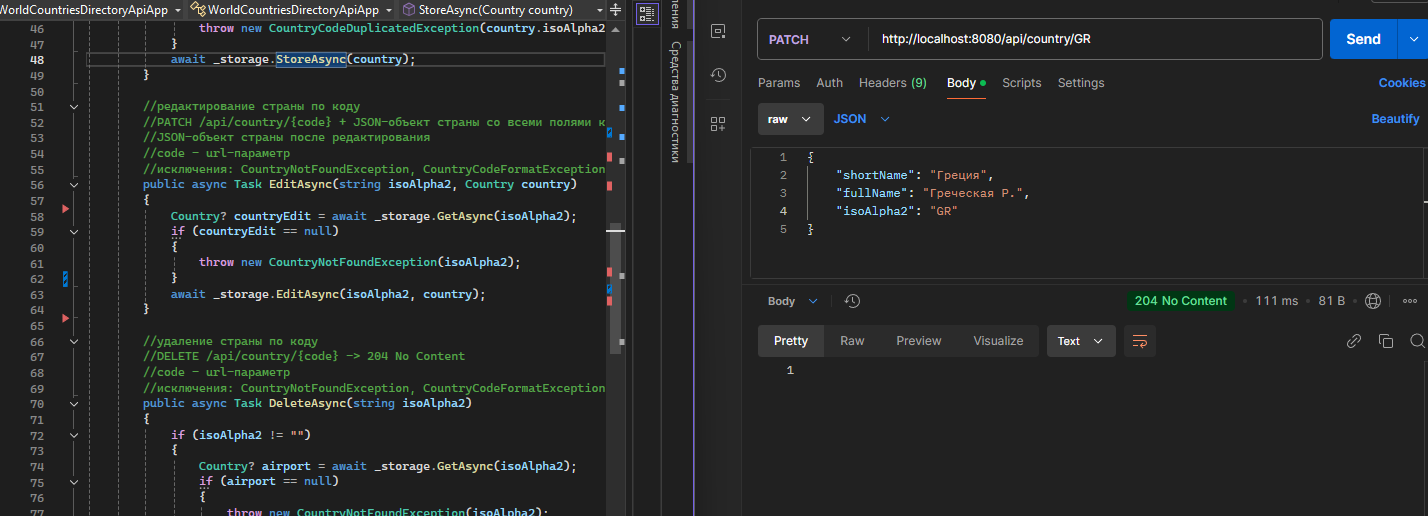 WorldCountriesDirectoryApiApp
WorldCountriesDirectoryApiApp
StoreAsync(Country country)
46 throw new CountryCodeDuplicatedException(country.isoAlpha2
47 }
48 await _storage.StoreAsync(country);
49 }
50
51 //редактирование страны по коду
52 //PATCH /api/country/{code} + JSON-объект страны со всеми полями к
53 //JSON-объект страны после редактирования
54 //code - url-параметр
55 //исключения: CountryNotFoundException, CountryCodeFormatException
56 public async Task EditAsync(string isoAlpha2, Country country)
57 {
58 Country? countryEdit = await _storage.GetAsync(isoAlpha2);
59 if (countryEdit == null)
60 {
61 throw new CountryNotFoundException(isoAlpha2);
62 }
63 await _storage.EditAsync(isoAlpha2, country);
64 }
65
66 //удаление страны по коду
67 //DELETE /api/country/{code} -> 204 No Content
68 //code - url-параметр
69 //исключения: CountryNotFoundException, CountryCodeFormatException
70 public async Task DeleteAsync(string isoAlpha2)
71 {
72 if (isoAlpha2 != "")
73 {
74 Country? airport = await _storage.GetAsync(isoAlpha2);
75 if (airport == null)
76 {
77 throw new CountryNotFoundException(isoAlpha2);
Средства диагностики
PATCH http://localhost:8080/api/country/GR Send
Params Auth Headers (9) Body Scripts Settings Cookies
raw JSON Beautify
1 {
2 "shortName": "Греция",
3 "fullName": "Греческая Р.",
4 "isoAlpha2": "GR"
5 }
Body 204 No Content 111 ms 81 B
Pretty Raw Preview Visualize Text
1